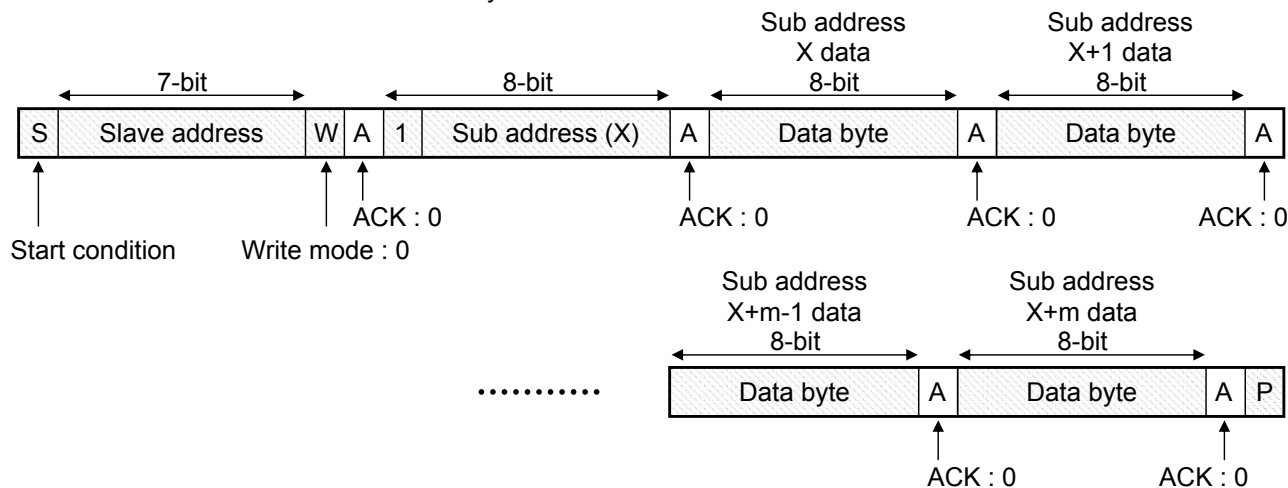 Sub address
X data
8-bit
Sub address
X+1 data
8-bit
7-bit
8-bit
S Slave address W A 1 Sub address (X) A Data byte A Data byte A
ACK : 0 ACK : 0 ACK : 0 ACK : 0
Start condition Write mode : 0
Sub address
X+m-1 data
8-bit
Sub address
X+m data
8-bit
Data byte A Data byte A P
ACK : 0 ACK : 0